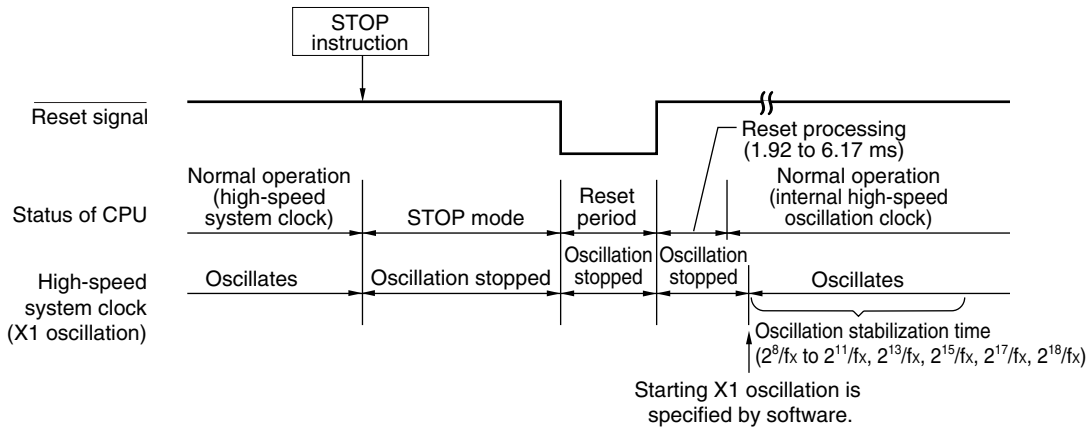 STOP
instruction
Reset signal
Reset processing
(1.92 to 6.17 ms)
Status of CPU
Normal operation
(high-speed
system clock)
STOP mode
Reset
period
Normal operation
(internal high-speed
oscillation clock)
High-speed
system clock
(X1 oscillation)
Oscillates
Oscillation stopped
Oscillation
stopped
Oscillation
stopped
Oscillates
Oscillation stabilization time
(2⁸/fX to 2¹¹/fX, 2¹³/fX, 2¹⁵/fX, 2¹⁷/fX, 2¹⁸/fX)
Starting X1 oscillation is
specified by software.